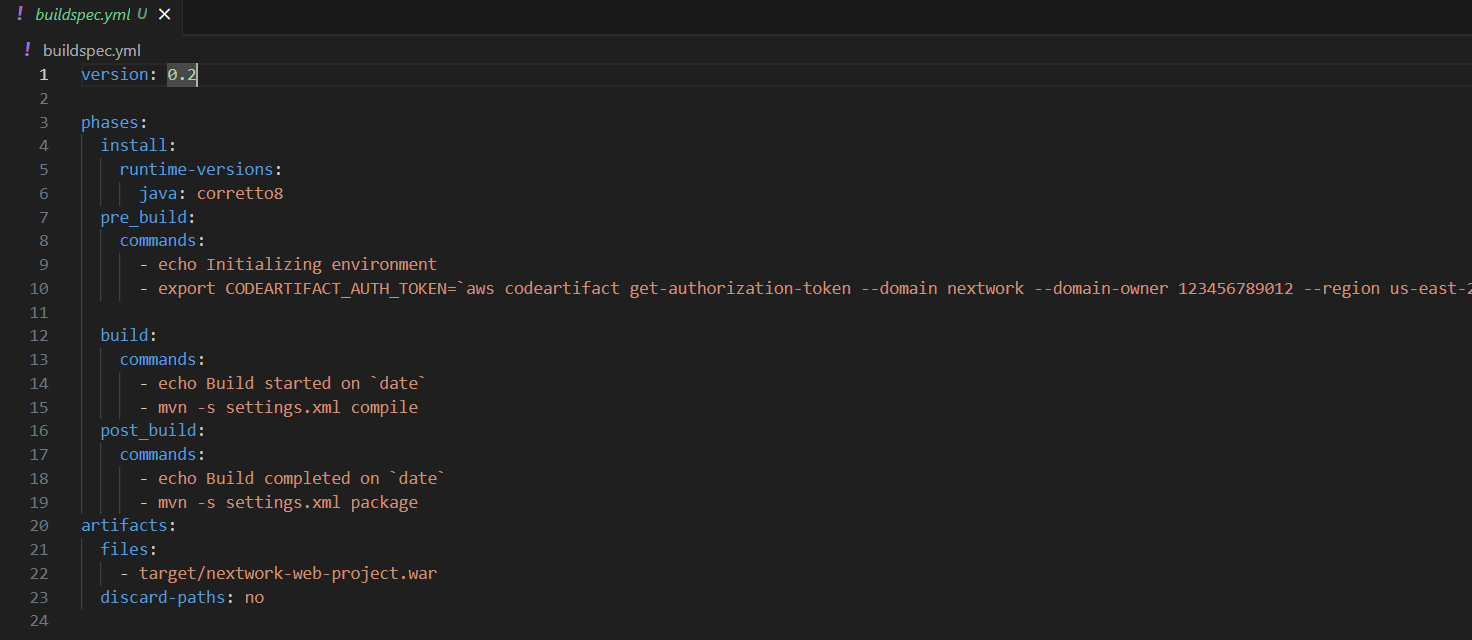 ! buildspec.yml U ✕
! buildspec.yml
1 version: 0.2
2
3 phases:
4   install:
5     runtime-versions:
6       java: corretto8
7   pre_build:
8     commands:
9       - echo Initializing environment
10       - export CODEARTIFACT_AUTH_TOKEN=`aws codeartifact get-authorization-token --domain nextwork --domain-owner 123456789012 --region us-east-2
11
12   build:
13     commands:
14       - echo Build started on `date`
15       - mvn -s settings.xml compile
16   post_build:
17     commands:
18       - echo Build completed on `date`
19       - mvn -s settings.xml package
20 artifacts:
21   files:
22     - target/nextwork-web-project.war
23   discard-paths: no
24